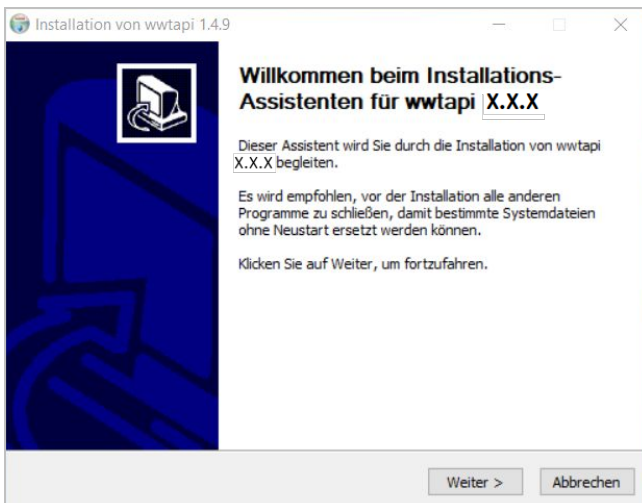 Installation von wwtapi 1.4.9
Willkommen beim Installations-
Assistenten für wwtapi X.X.X
Dieser Assistent wird Sie durch die Installation von wwtapi
X.X.X begleiten.
Es wird empfohlen, vor der Installation alle anderen
Programme zu schließen, damit bestimmte Systemdateien
ohne Neustart ersetzt werden können.
Klicken Sie auf Weiter, um fortzufahren.
Weiter >
Abbrechen